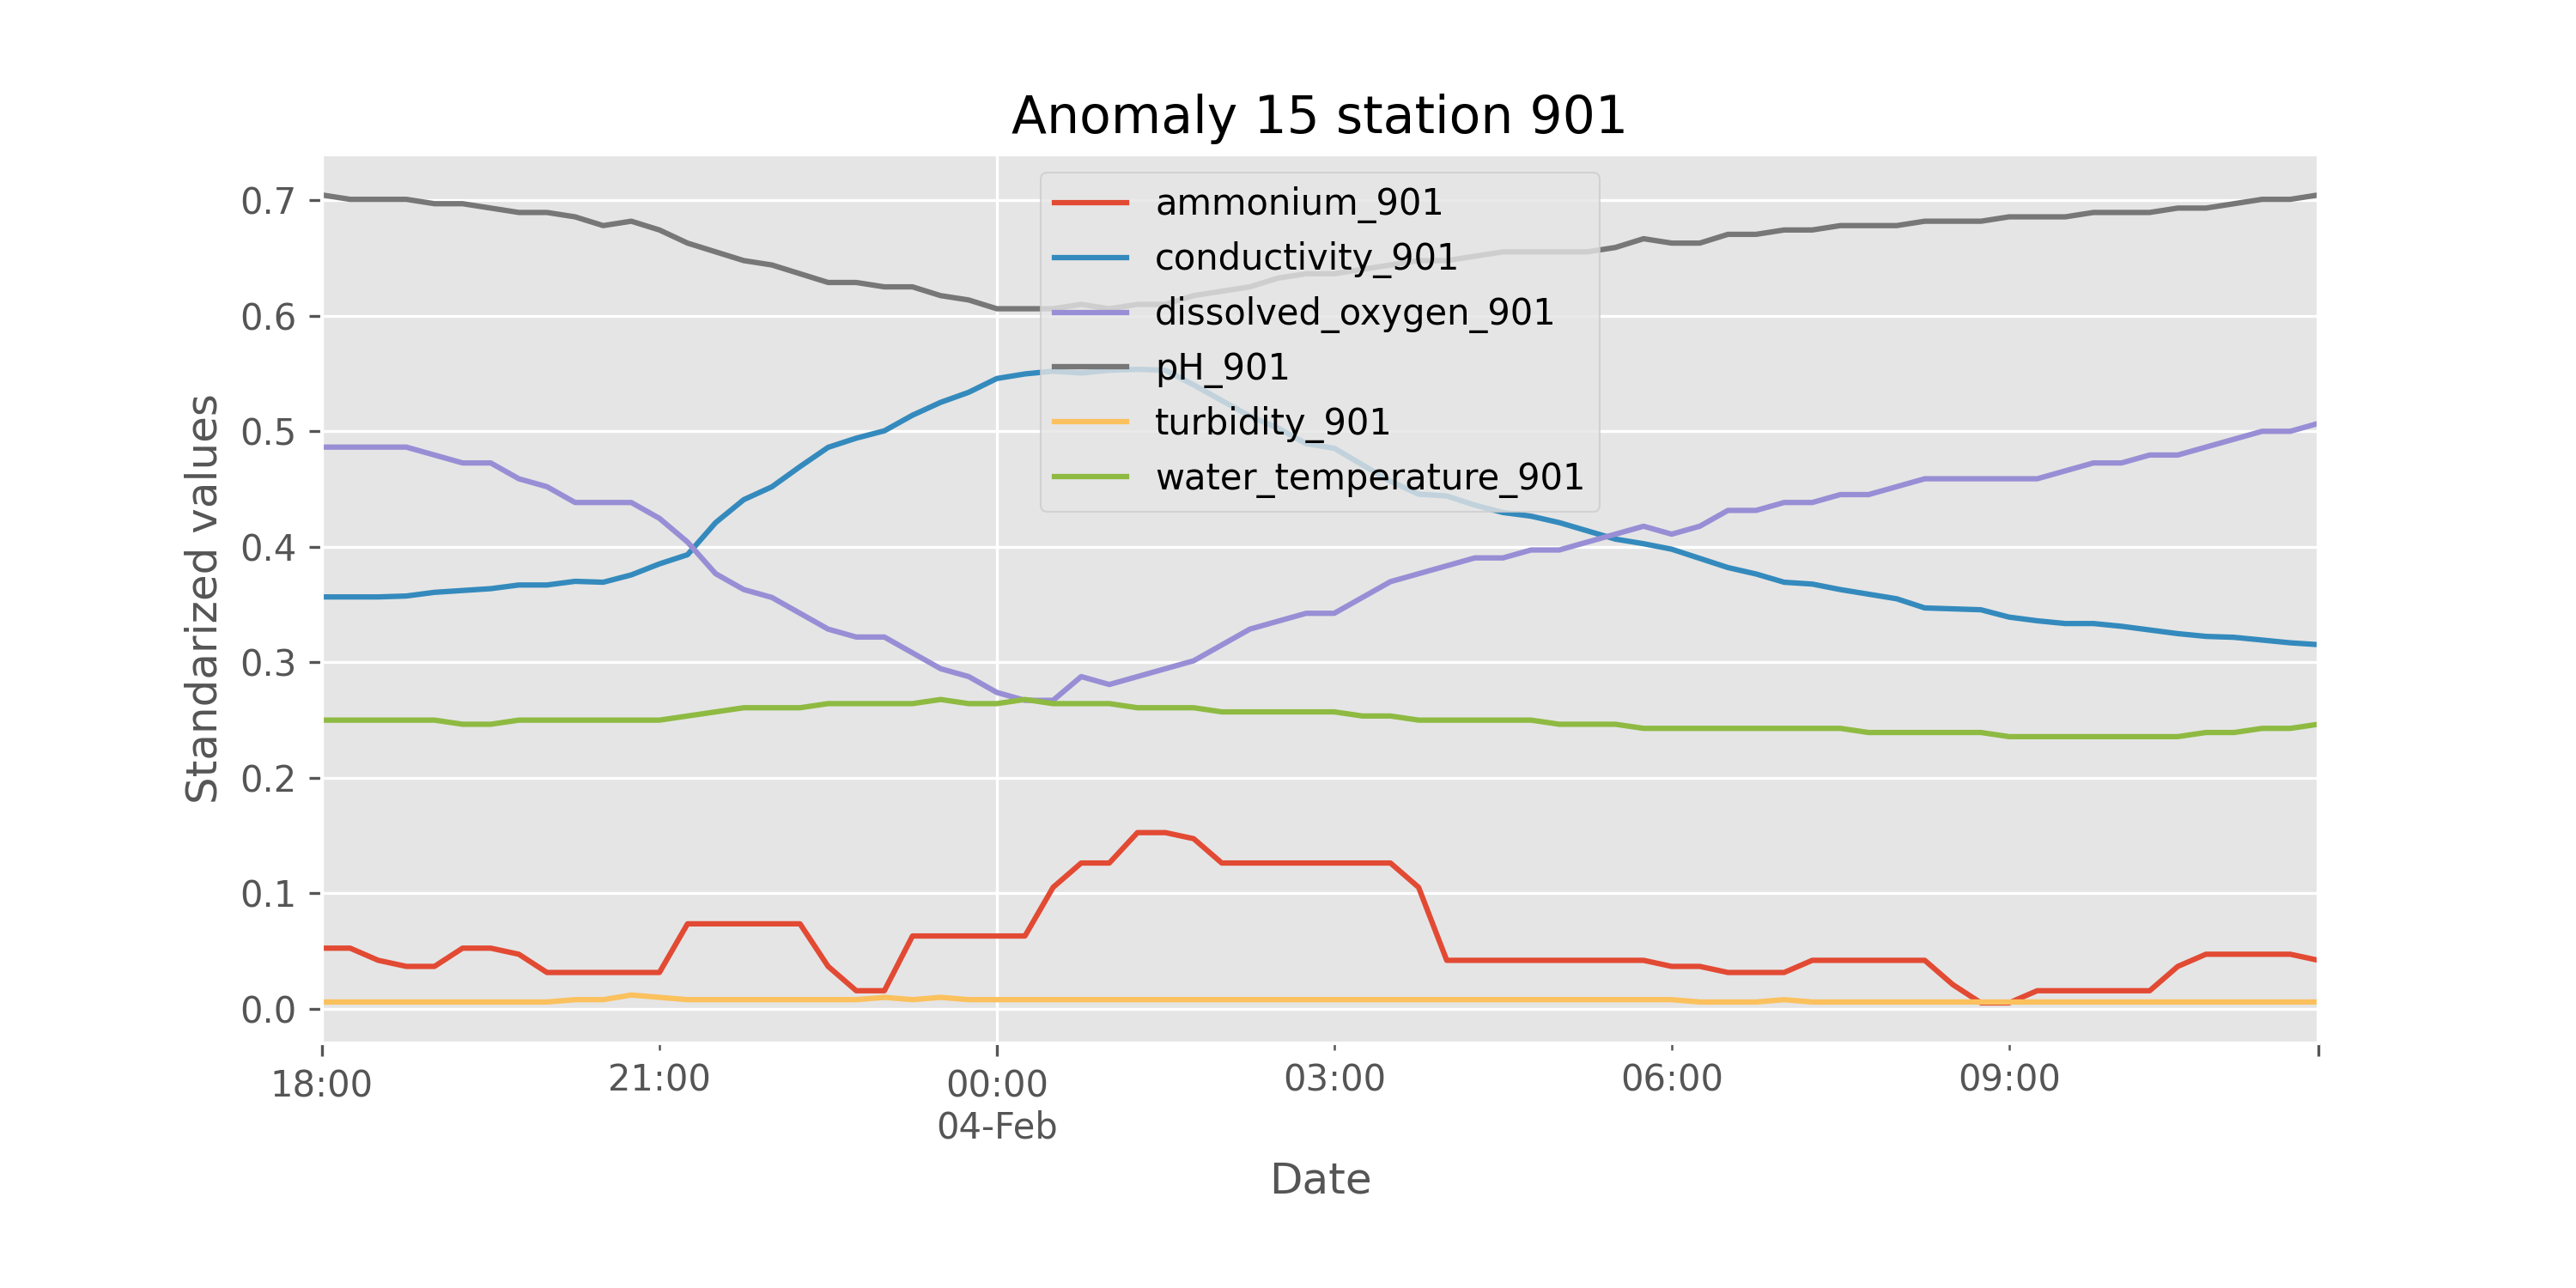 Anomaly 15 station 901
ammonium_901
conductivity_901
dissolved_oxygen_901
pH_901
turbidity_901
water_temperature_901
Standarized values
0.7
0.6
0.5
0.4
0.3
0.2
0.1
0.0
18:00 21:00 00:00 03:00 06:00 09:00
04-Feb
Date